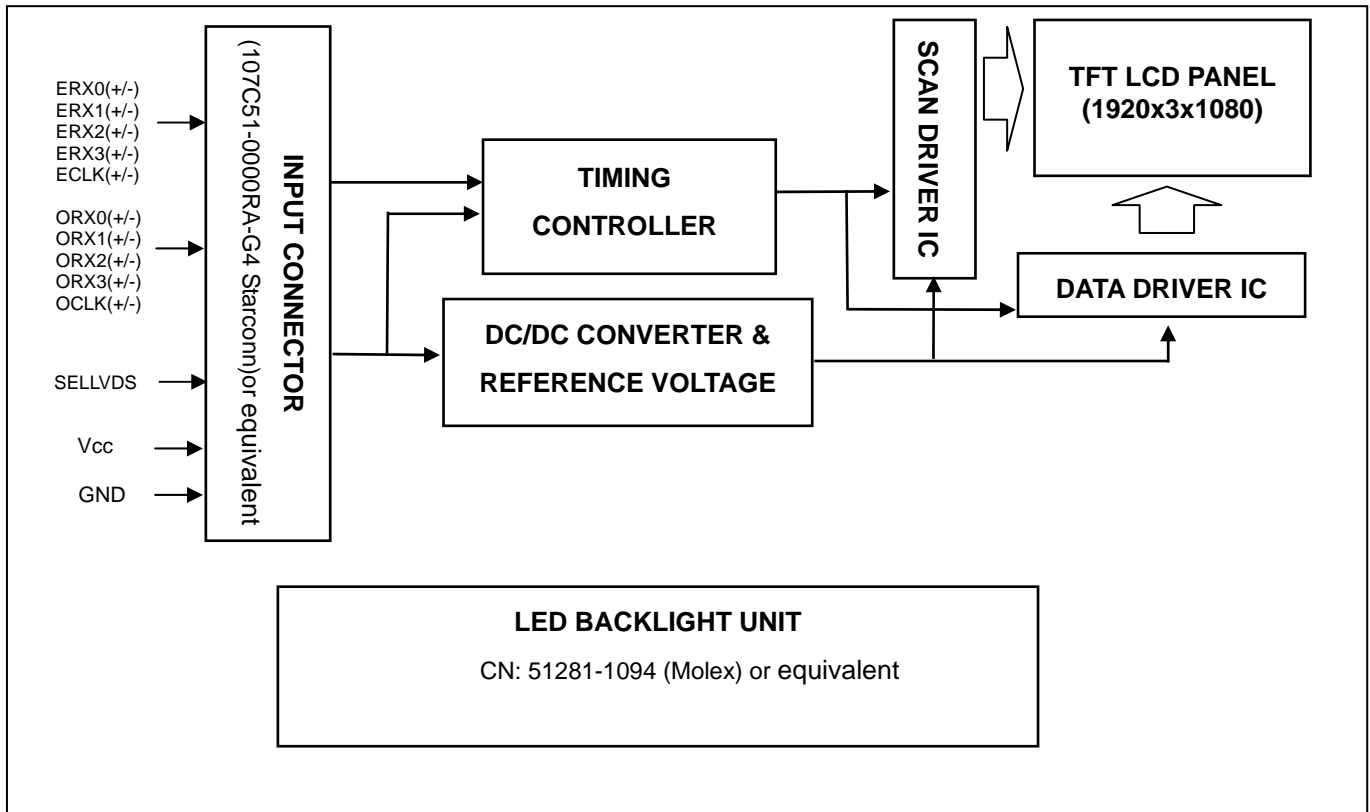 ERX0(+/-)
ERX1(+/-)
ERX2(+/-)
ERX3(+/-)
ECLK(+/-)
ORX0(+/-)
ORX1(+/-)
ORX2(+/-)
ORX3(+/-)
OCLK(+/-)
SELLVDS
Vcc
GND
INPUT CONNECTOR
(107C51-0000RA-G4 Starconn)or equivalent
TIMING
CONTROLLER
DC/DC CONVERTER &
REFERENCE VOLTAGE
SCAN DRIVER IC
TFT LCD PANEL
(1920x3x1080)
DATA DRIVER IC
LED BACKLIGHT UNIT
CN: 51281-1094 (Molex) or equivalent